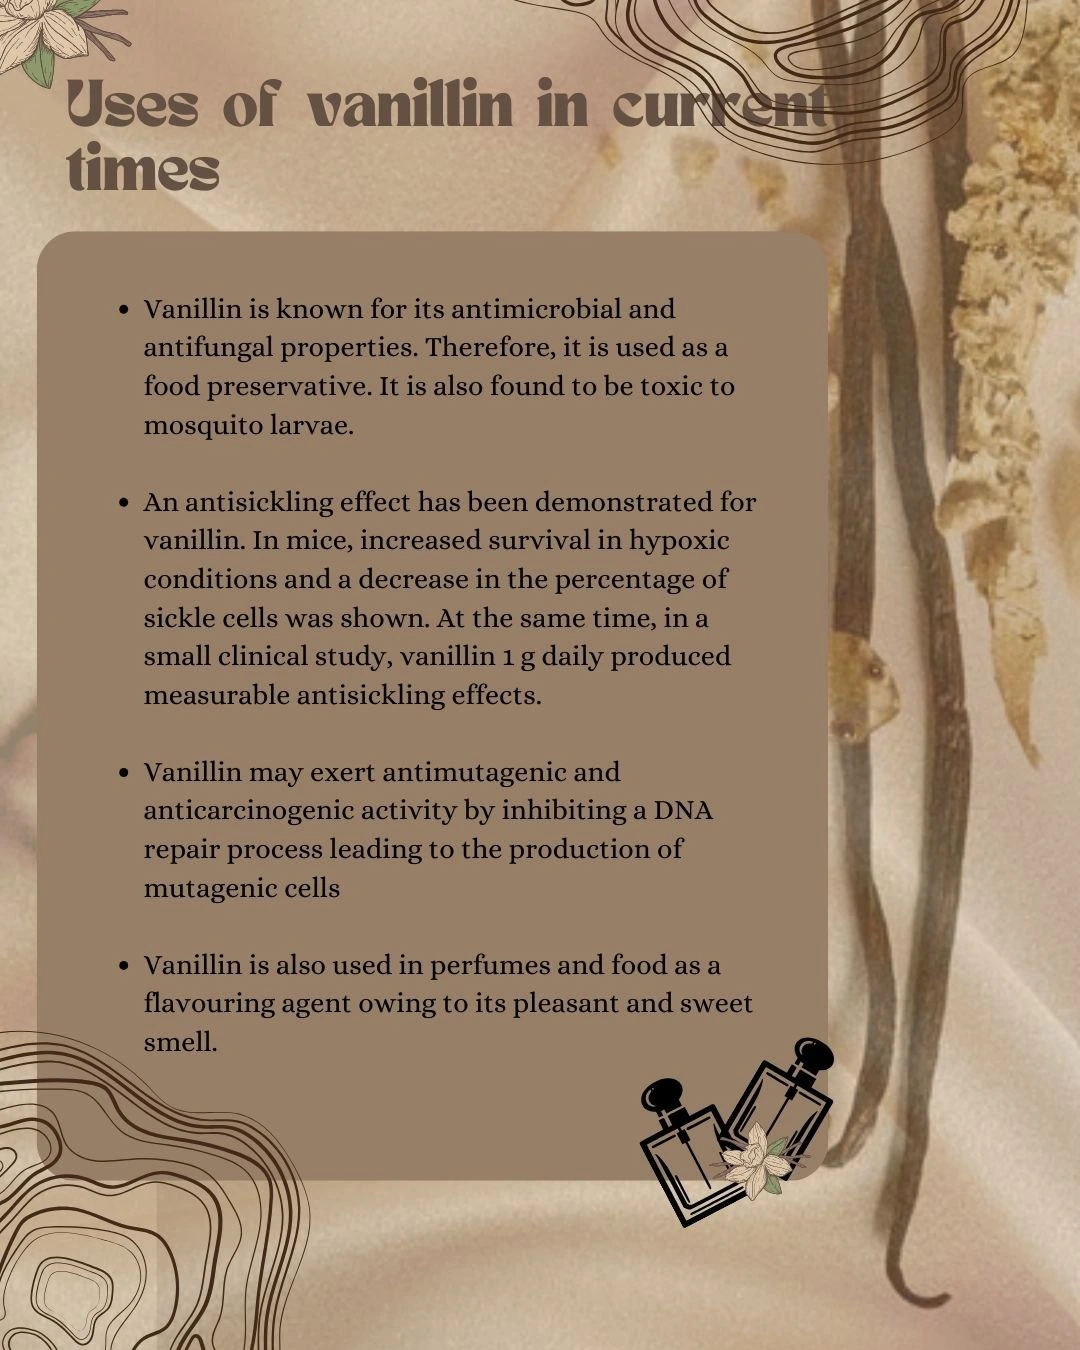 Uses of vanillin in current
times
• Vanillin is known for its antimicrobial and
antifungal properties. Therefore, it is used as a
food preservative. It is also found to be toxic to
mosquito larvae.
• An antisickling effect has been demonstrated for
vanillin. In mice, increased survival in hypoxic
conditions and a decrease in the percentage of
sickle cells was shown. At the same time, in a
small clinical study, vanillin 1 g daily produced
measurable antisickling effects.
• Vanillin may exert antimutagenic and
anticarcinogenic activity by inhibiting a DNA
repair process leading to the production of
mutagenic cells
• Vanillin is also used in perfumes and food as a
flavouring agent owing to its pleasant and sweet
smell.